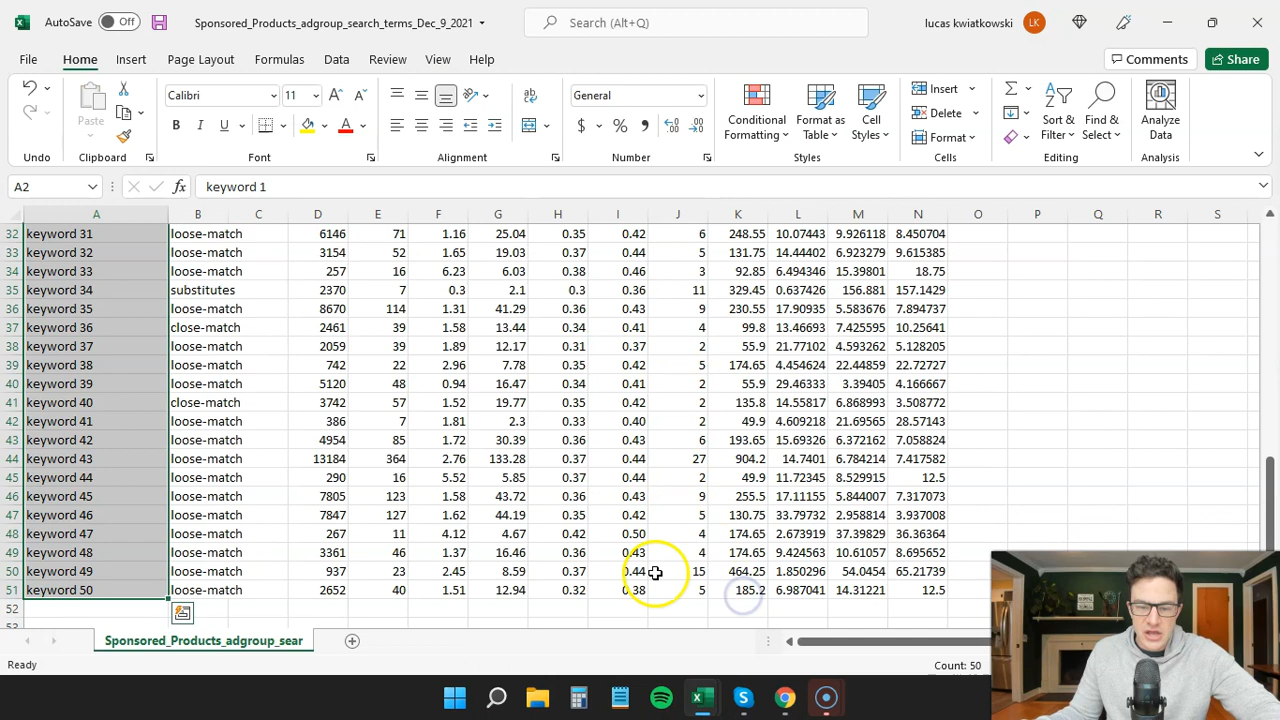 AutoSave Off Sponsored_Products_adgroup_search_terms_Dec_9_2021 Search (Alt+Q) lucas kwiatkowski LK
File Home Insert Page Layout Formulas Data Review View Help Comments Share
Paste Calibri 11 General Conditional Formatting Format as Table Cell Styles Insert Delete Format Sort & Filter Find & Select Analyze Data
Undo Clipboard Font Alignment Number Styles Cells Editing Analysis
A2 fx keyword 1
A B C D E F G H I J K L M N O P Q R S
32 keyword 31 loose-match 6146 71 1.16 25.04 0.35 0.42 6 248.55 10.07443 9.926118 8.450704
33 keyword 32 loose-match 3154 52 1.65 19.03 0.37 0.44 5 131.75 14.44402 6.923279 9.615385
34 keyword 33 loose-match 257 16 6.23 6.03 0.38 0.46 3 92.85 6.494346 15.39801 18.75
35 keyword 34 substitutes 2370 7 0.3 2.1 0.3 0.36 11 329.45 0.637426 156.881 157.1429
36 keyword 35 loose-match 8670 114 1.31 41.29 0.36 0.43 9 230.55 17.90935 5.583676 7.894737
37 keyword 36 close-match 2461 39 1.58 13.44 0.34 0.41 4 99.8 13.46693 7.425595 10.25641
38 keyword 37 loose-match 2059 39 1.89 12.17 0.31 0.37 2 55.9 21.77102 4.593262 5.128205
39 keyword 38 loose-match 742 22 2.96 7.78 0.35 0.42 5 174.65 4.454624 22.44859 22.72727
40 keyword 39 loose-match 5120 48 0.94 16.47 0.34 0.41 2 55.9 29.46333 3.39405 4.166667
41 keyword 40 close-match 3742 57 1.52 19.77 0.35 0.42 2 135.8 14.55817 6.868993 3.508772
42 keyword 41 loose-match 386 7 1.81 2.3 0.33 0.40 2 49.9 4.609218 21.69565 28.57143
43 keyword 42 loose-match 4954 85 1.72 30.39 0.36 0.43 6 193.65 15.69326 6.372162 7.058824
44 keyword 43 loose-match 13184 364 2.76 133.28 0.37 0.44 27 904.2 14.7401 6.784214 7.417582
45 keyword 44 loose-match 290 16 5.52 5.85 0.37 0.44 2 49.9 11.72345 8.529915 12.5
46 keyword 45 loose-match 7805 123 1.58 43.72 0.36 0.43 9 255.5 17.11155 5.844007 7.317073
47 keyword 46 loose-match 7847 127 1.62 44.19 0.35 0.42 5 130.75 33.79732 2.958814 3.937008
48 keyword 47 loose-match 267 11 4.12 4.67 0.42 0.50 4 174.65 2.673919 37.39829 36.36364
49 keyword 48 loose-match 3361 46 1.37 16.46 0.36 0.43 4 174.65 9.424563 10.61057 8.695652
50 keyword 49 loose-match 937 23 2.45 8.59 0.37 0.44 15 464.25 1.850296 54.0454 65.21739
51 keyword 50 loose-match 2652 40 1.51 12.94 0.32 0.38 5 185.2 6.987041 14.31221 12.5
52
53
Sponsored_Products_adgroup_sear
Ready Count: 50